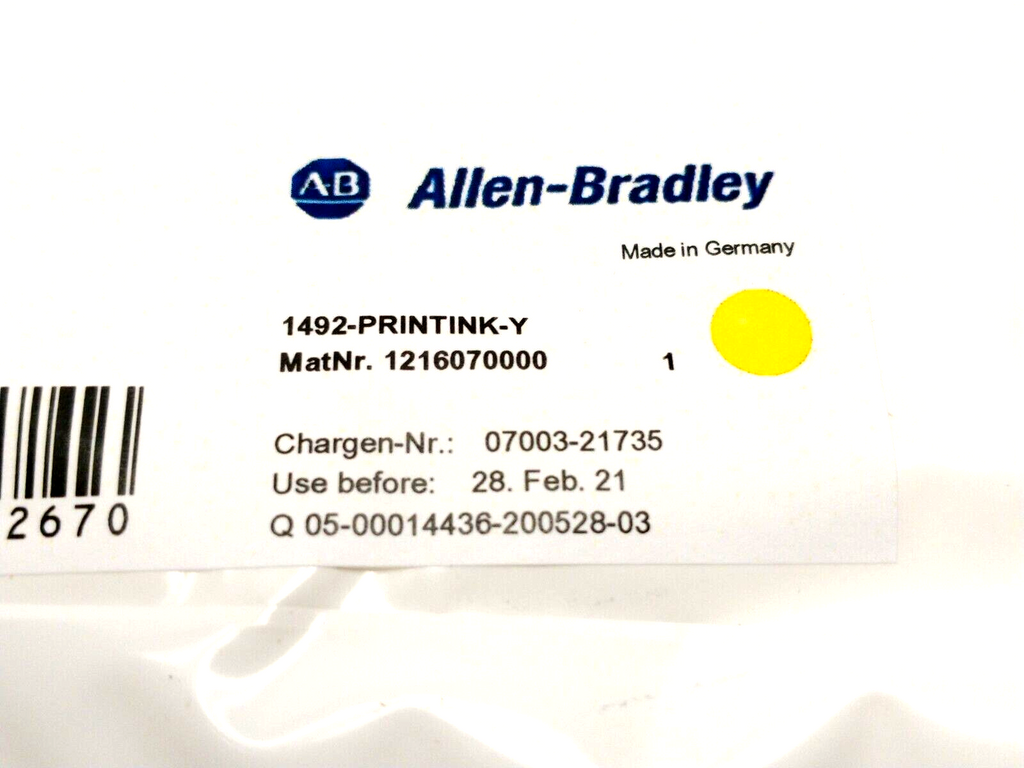 A-B Allen-Bradley
Made in Germany
1492-PRINTINK-Y
MatNr. 1216070000 1
Chargen-Nr.: 07003-21735
Use before: 28. Feb. 21
Q 05-00014436-200528-03
2670